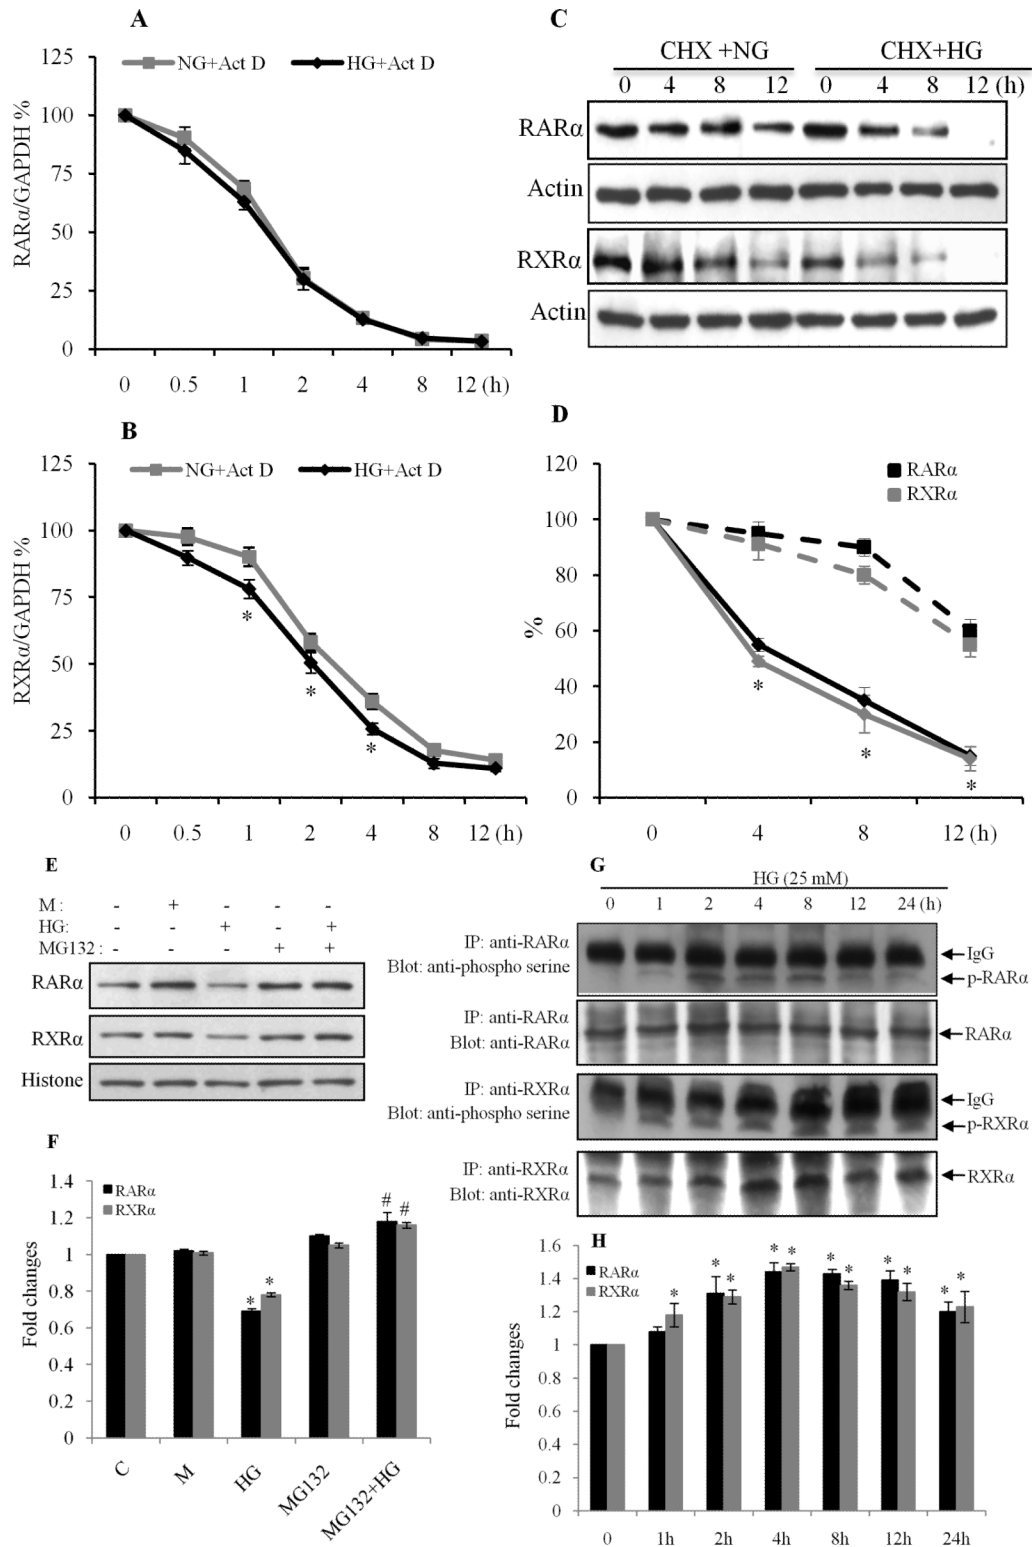 A
125
100
75
50
25
0
RARα/GAPDH %
NG+Act D
HG+Act D
0 0.5 1 2 4 8 12 (h)
B
125
100
75
50
25
0
RXRα/GAPDH %
NG+Act D
HG+Act D
*
*
*
0 0.5 1 2 4 8 12 (h)
C
CHX +NG CHX+HG
0 4 8 12 0 4 8 12 (h)
RARα
Actin
RXRα
Actin
D
120
100
80
60
40
20
0
%
RARα
RXRα
*
*
*
0 4 8 12 (h)
E
M : - + - - -
HG: - - + - +
MG132 : - - - + +
RARα
RXRα
Histone
F
1.4
1.2
1
0.8
0.6
0.4
0.2
0
Fold changes
RARα
RXRα
* *
# #
C M HG MG132 MG132+HG
G
HG (25 mM)
0 1 2 4 8 12 24 (h)
IP: anti-RARα
Blot: anti-phospho serine
IgG
p-RARα
IP: anti-RARα
Blot: anti-RARα
RARα
IP: anti-RXRα
Blot: anti-phospho serine
IgG
p-RXRα
IP: anti-RXRα
Blot: anti-RXRα
RXRα
H
1.6
1.4
1.2
1
0.8
0.6
0.4
0.2
0
Fold changes
RARα
RXRα
* * * * * * * * * * *
0 1h 2h 4h 8h 12h 24h